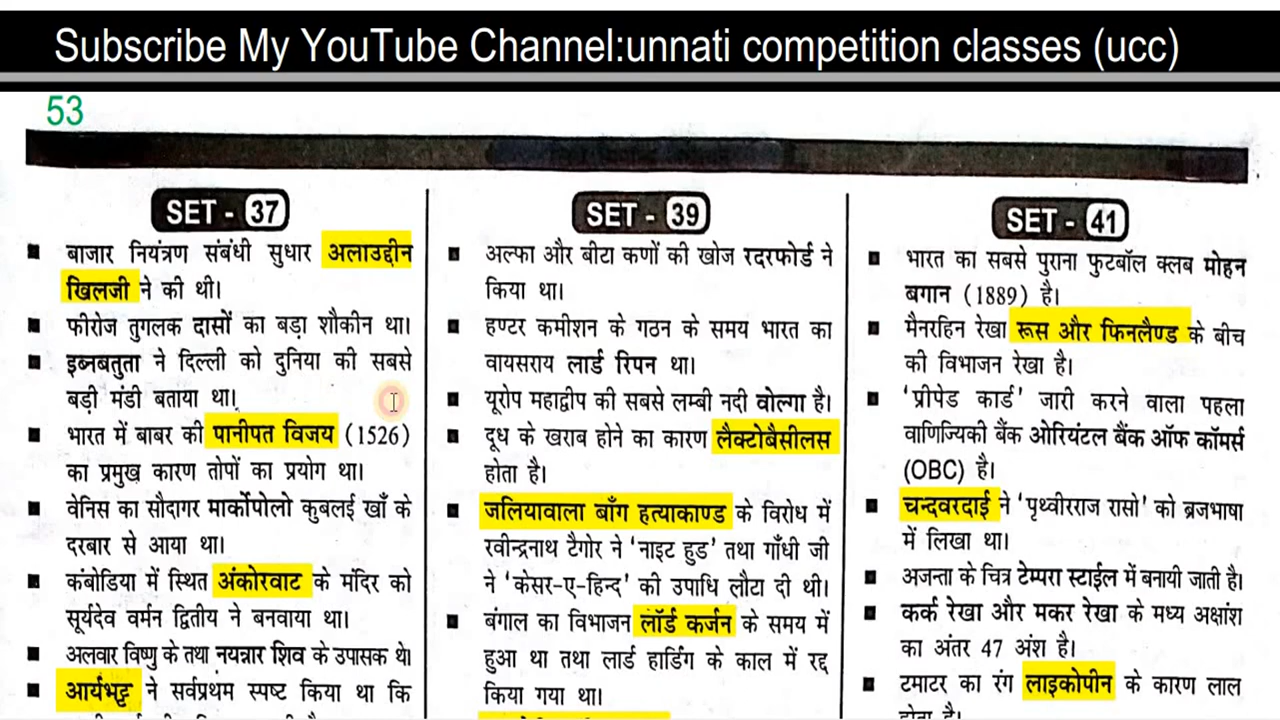 Subscribe My YouTube Channel:unnati competition classes (ucc)
53
SET - 37
बाजार नियंत्रण संबंधी सुधार अलाउद्दीन
खिलजी ने की थी।
फीरोज तुगलक दासों का बड़ा शौकीन था।
इब्नबतुता ने दिल्ली को दुनिया की सबसे
बड़ी मंडी बताया था।
भारत में बाबर की पानीपत विजय (1526)
का प्रमुख कारण तोपों का प्रयोग था।
वेनिस का सौदागर मार्कोपोलो कुबलई खाँ के
दरबार से आया था।
कंबोडिया में स्थित अंकोरवाट के मंदिर को
सूर्यदेव वर्मन द्वितीय ने बनवाया था।
अलवार विष्णु के तथा नयन्नार शिव के उपासक थे।
आर्यभट्ट ने सर्वप्रथम स्पष्ट किया था कि
SET - 39
अल्फा और बीटा कणों की खोज रदरफोर्ड ने
किया था।
हण्टर कमीशन के गठन के समय भारत का
वायसराय लार्ड रिपन था।
यूरोप महाद्वीप की सबसे लम्बी नदी वोल्गा है।
दूध के खराब होने का कारण लैक्टोबैसीलस
होता है।
जलियावाला बाँग हत्याकाण्ड के विरोध में
रवीन्द्रनाथ टैगोर ने 'नाइट हुड' तथा गाँधी जी
ने 'केसर-ए-हिन्द' की उपाधि लौटा दी थी।
बंगाल का विभाजन लॉर्ड कर्जन के समय में
हुआ था तथा लार्ड हार्डिंग के काल में रद्द
किया गया था।
SET - 41
भारत का सबसे पुराना फुटबॉल क्लब मोहन
बगान (1889) है।
मैनरहिन रेखा रूस और फिनलैण्ड के बीच
की विभाजन रेखा है।
'प्रीपेड कार्ड' जारी करने वाला पहला
वाणिज्यिकी बैंक ओरियंटल बैंक ऑफ कॉमर्स
(OBC) है।
चन्दवरदाई ने 'पृथ्वीरराज रासो' को ब्रजभाषा
में लिखा था।
अजन्ता के चित्र टेम्परा स्टाईल में बनायी जाती है।
कर्क रेखा और मकर रेखा के मध्य अक्षांश
का अंतर 47 अंश है।
टमाटर का रंग लाइकोपीन के कारण लाल
होता है।